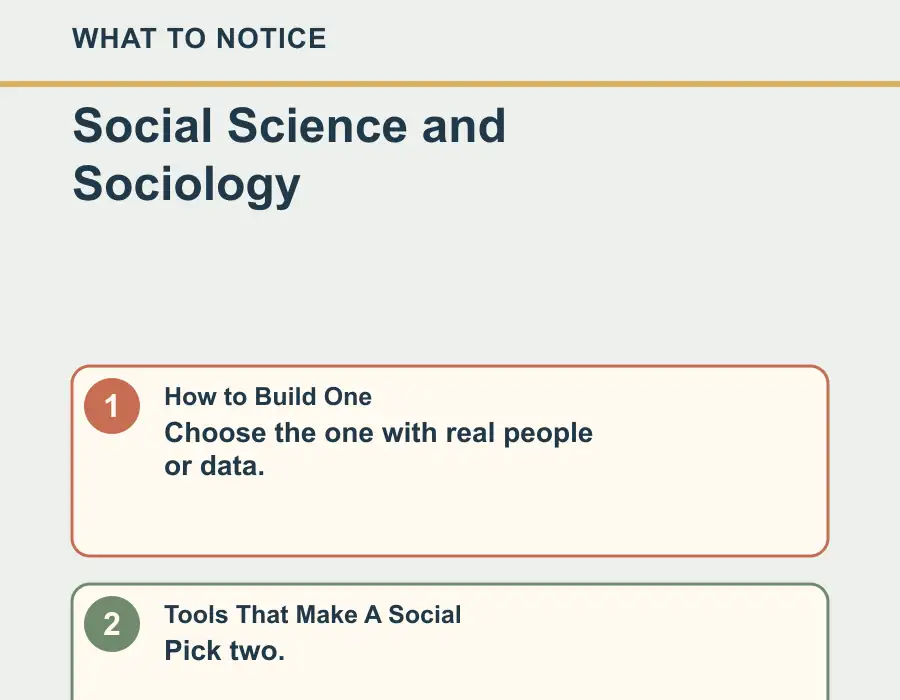 WHAT TO NOTICE
Social Science and
Sociology
1
How to Build One
Choose the one with real people
or data.
2
Tools That Make A Social
Pick two.